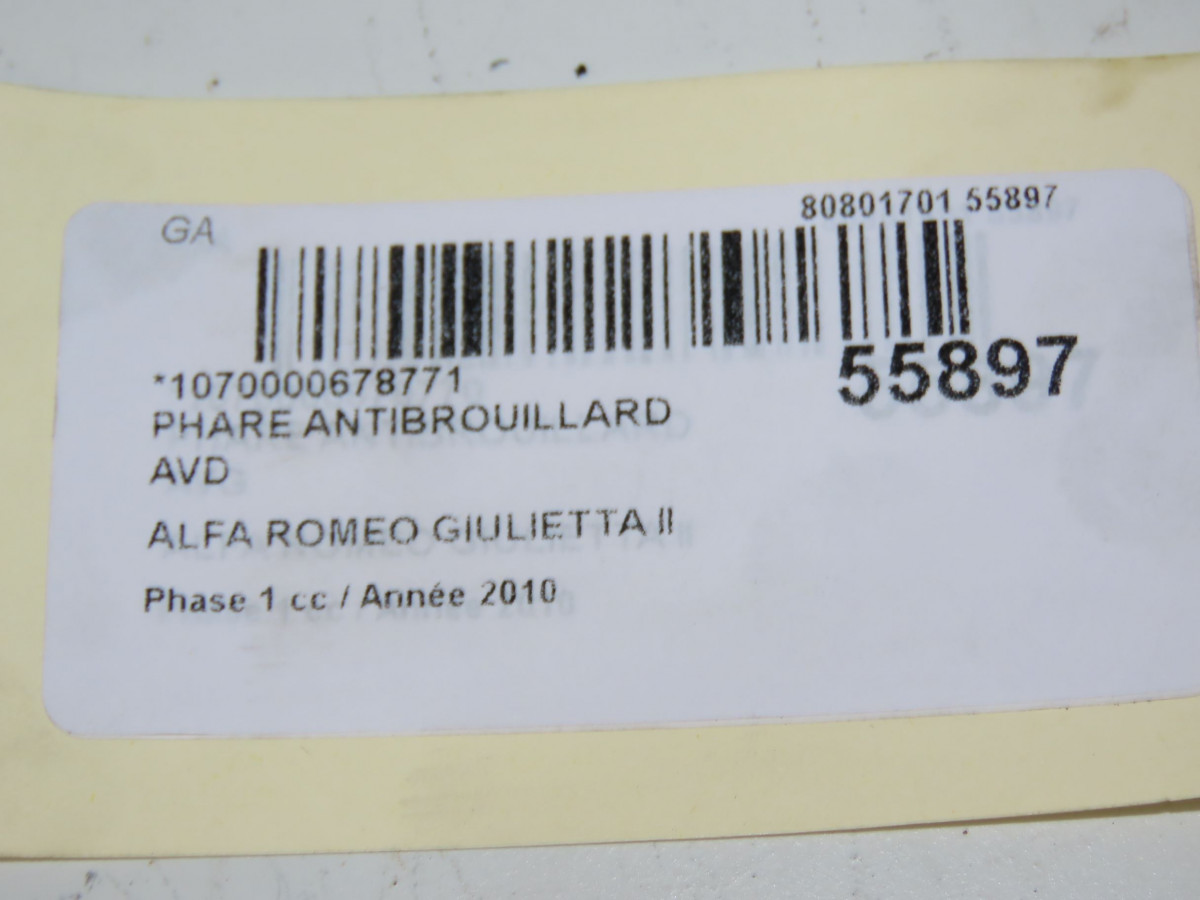 GA
80801701 55897
*1070000678771
55897
PHARE ANTIBROUILLARD
AVD
ALFA ROMEO GIULIETTA II
Phase 1 cc / Année 2010